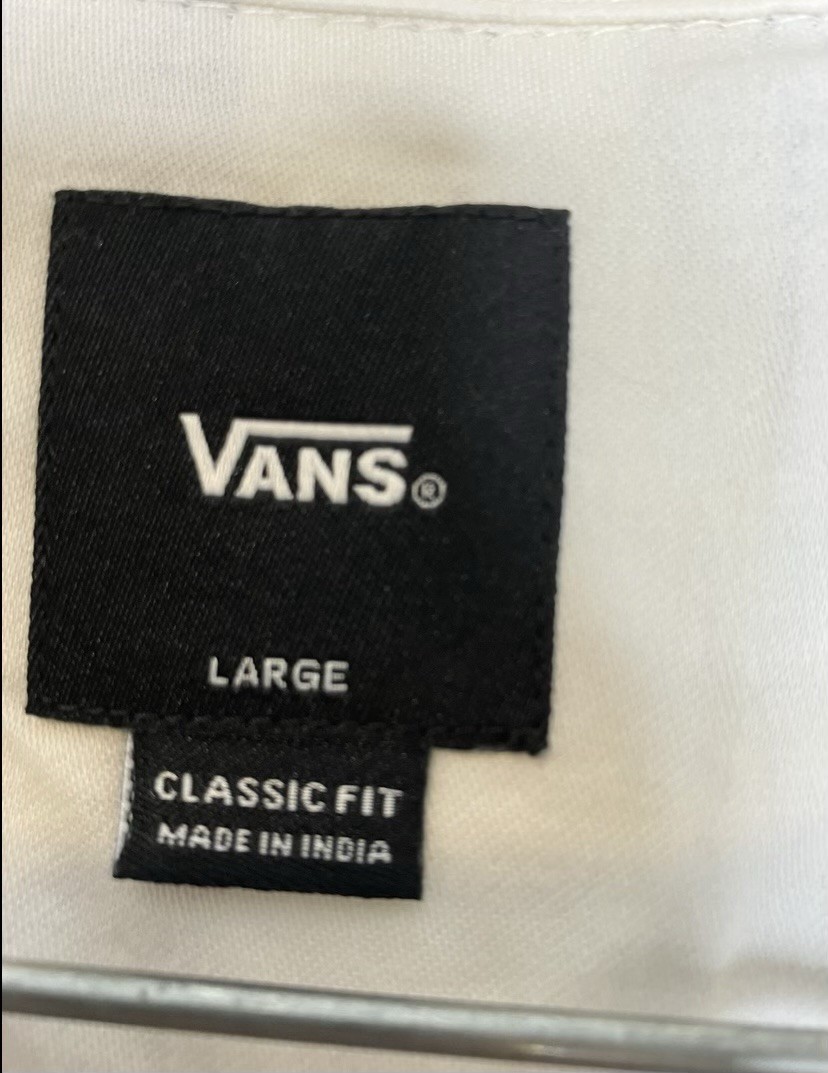 VANS®
LARGE
CLASSIC FIT
MADE IN INDIA